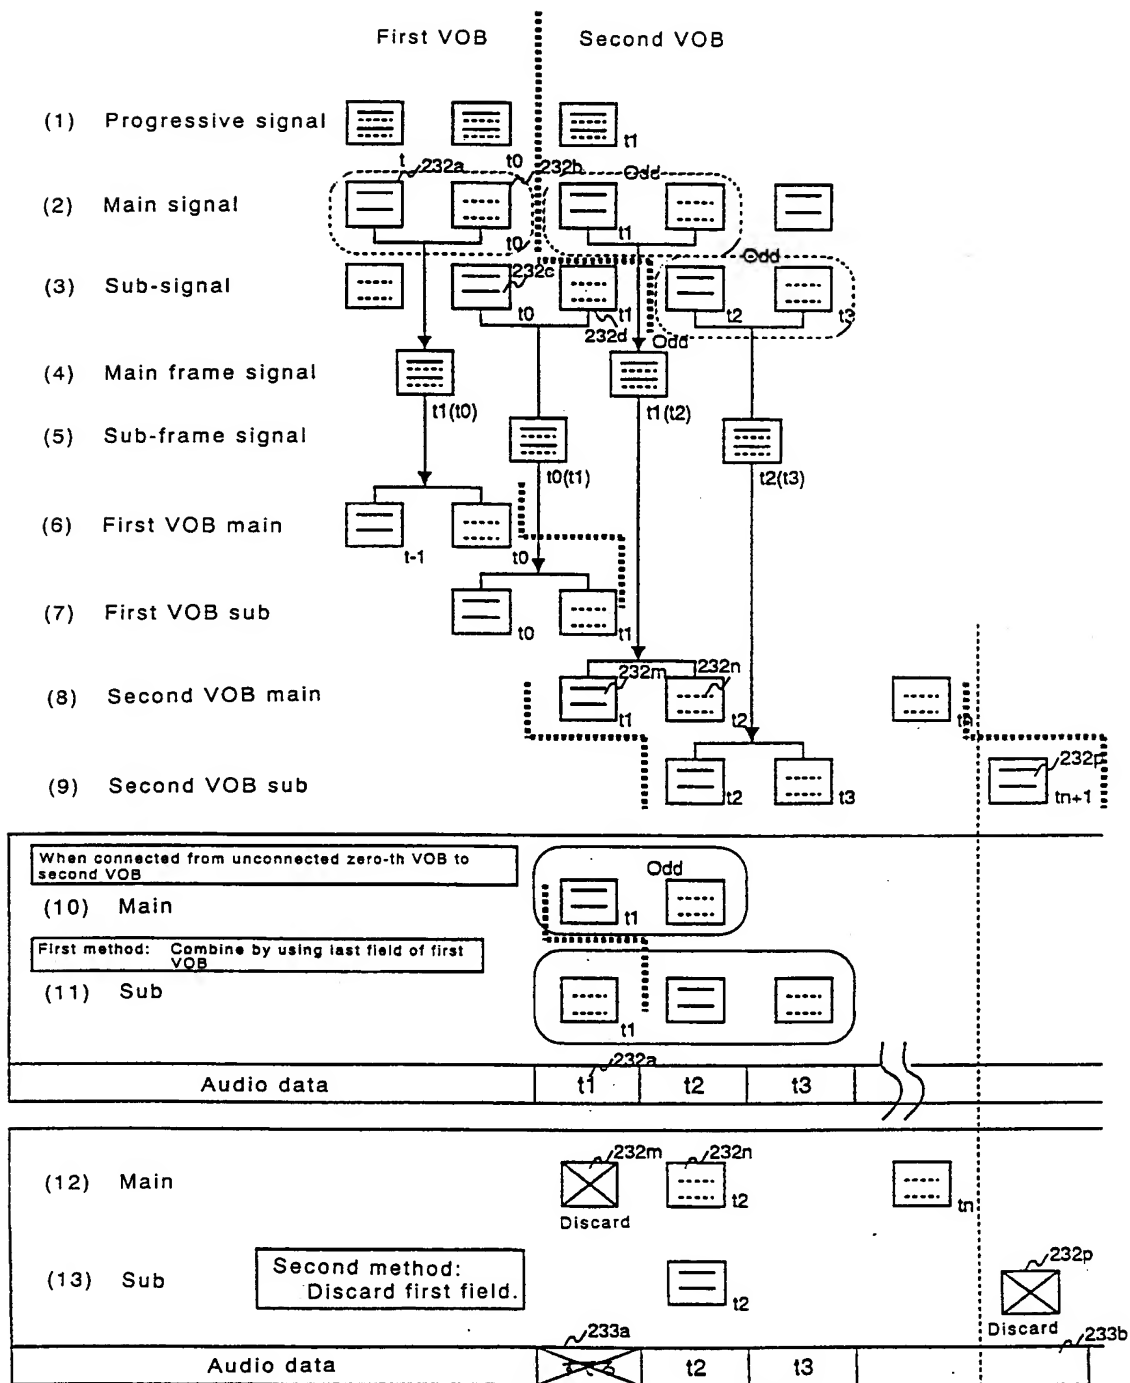 First VOB Second VOB
(1) Progressive signal
t t0 t1
232a 232b Odd
(2) Main signal
t0 t1
Odd
232c
(3) Sub-signal
t0 t1 t2 t3
232d Odd
(4) Main frame signal
t1(t0) t1(t2)
(5) Sub-frame signal
t0(t1) t2(t3)
(6) First VOB main
t-1 t0
(7) First VOB sub
t0 t1
232m 232n
(8) Second VOB main
t1 t2
232p
(9) Second VOB sub
t2 t3 tn+1
When connected from unconnected zero-th VOB to
second VOB
Odd
(10) Main
t1
First method: Combine by using last field of first
VOB
(11) Sub
t1
232a
Audio data t1 t2 t3
232m 232n
(12) Main
t2 tn
Discard
232p
(13) Sub
Second method:
Discard first field.
t2
Discard
233a 233b
Audio data t2 t3